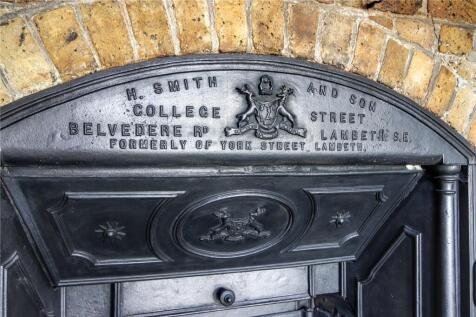 H. SMITH AND SON
COLLEGE STREET
BELVEDERE RD LAMBETH S.E.
FORMERLY OF YORK STREET, LAMBETH.